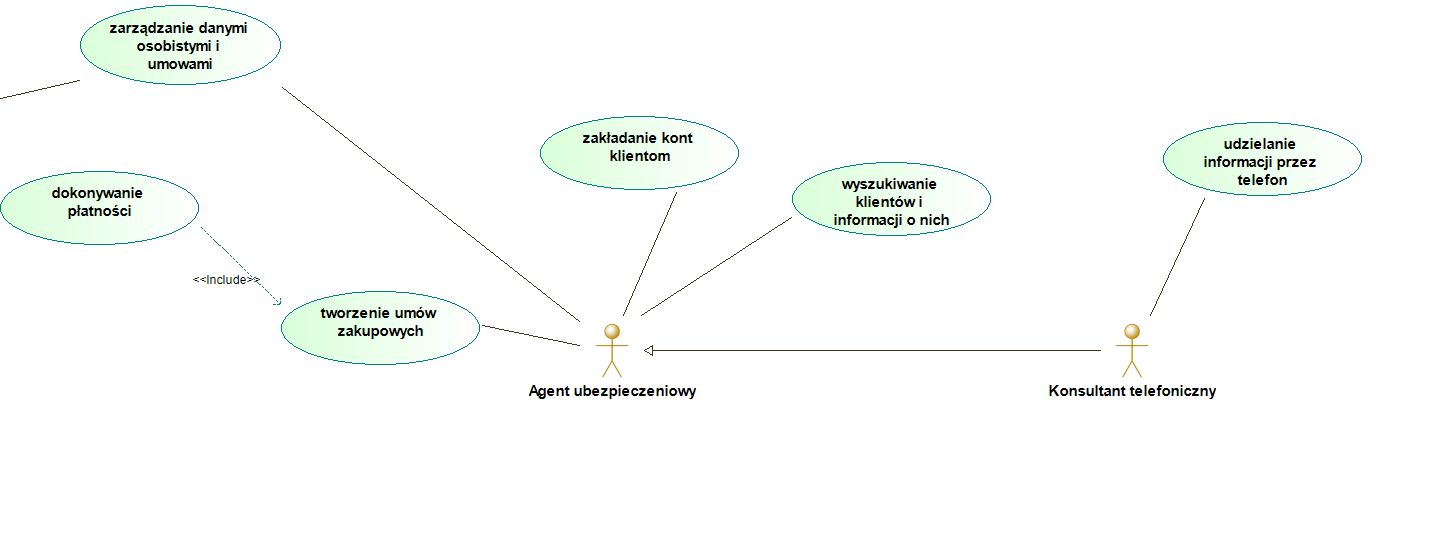 zarządzanie danymi
osobistymi i
umowami
zakładanie kont
klientom
udzielanie
informacji przez
telefon
wyszukiwanie
klientów i
informacji o nich
dokonywanie
płatności
<<Include>>
tworzenie umów
zakupowych
Agent ubezpieczeniowy
Konsultant telefoniczny